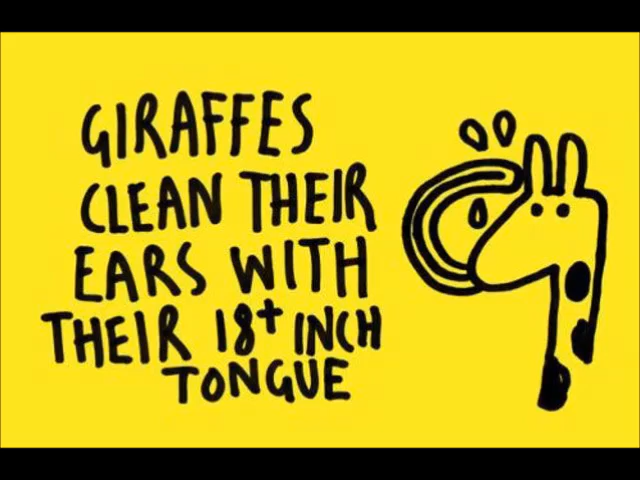 GIRAFFES
CLEAN THEIR
EARS WITH
THEIR 18+ INCH
TONGUE